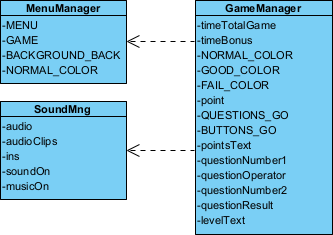 MenuManager
-MENU
-GAME
-BACKGROUND_BACK
-NORMAL_COLOR
SoundMng
-audio
-audioClips
-ins
-soundOn
-musicOn
GameManager
-timeTotalGame
-timeBonus
-NORMAL_COLOR
-GOOD_COLOR
-FAIL_COLOR
-point
-QUESTIONS_GO
-BUTTONS_GO
-pointsText
-questionNumber1
-questionOperator
-questionNumber2
-questionResult
-levelText